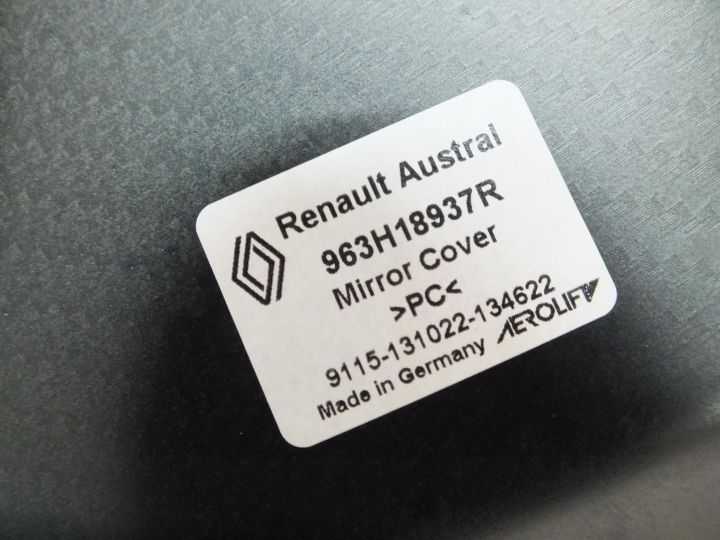 Renault Austral
963H18937R
Mirror Cover
>PC<
9115-131022-134622
Made in Germany AEROLIFT